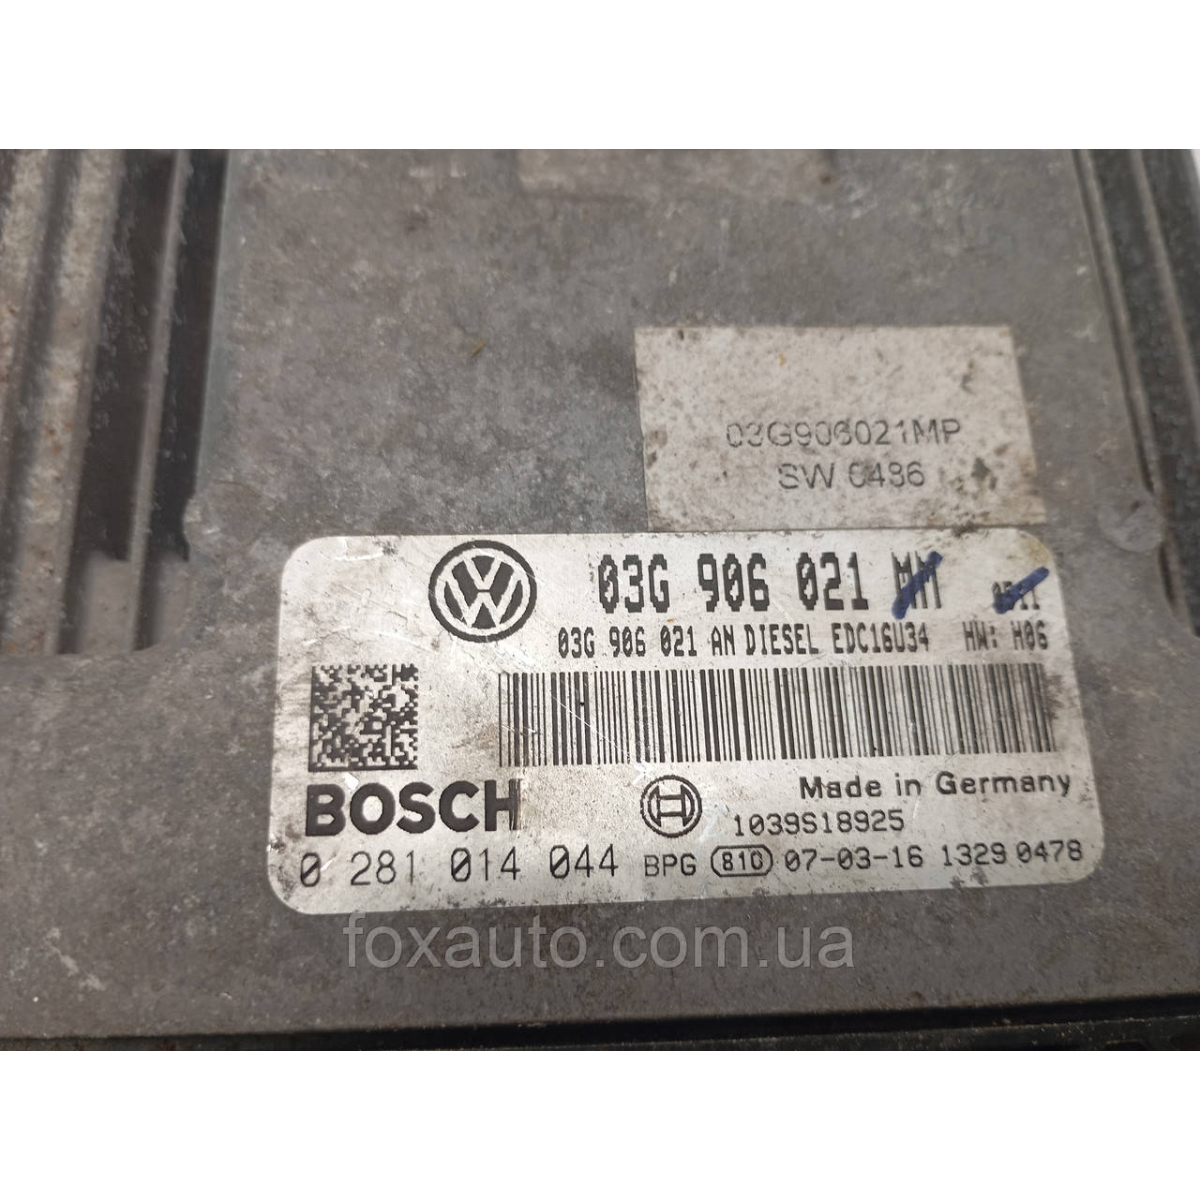 03G906021MP
SW 0486
03G 906 021 MM
03G 906 021 AN DIESEL EDC16U34 HW: H06
BOSCH
Made in Germany
1039S18925
0 281 014 044 BPG 810 07-03-16 1329 0478
foxauto.com.ua